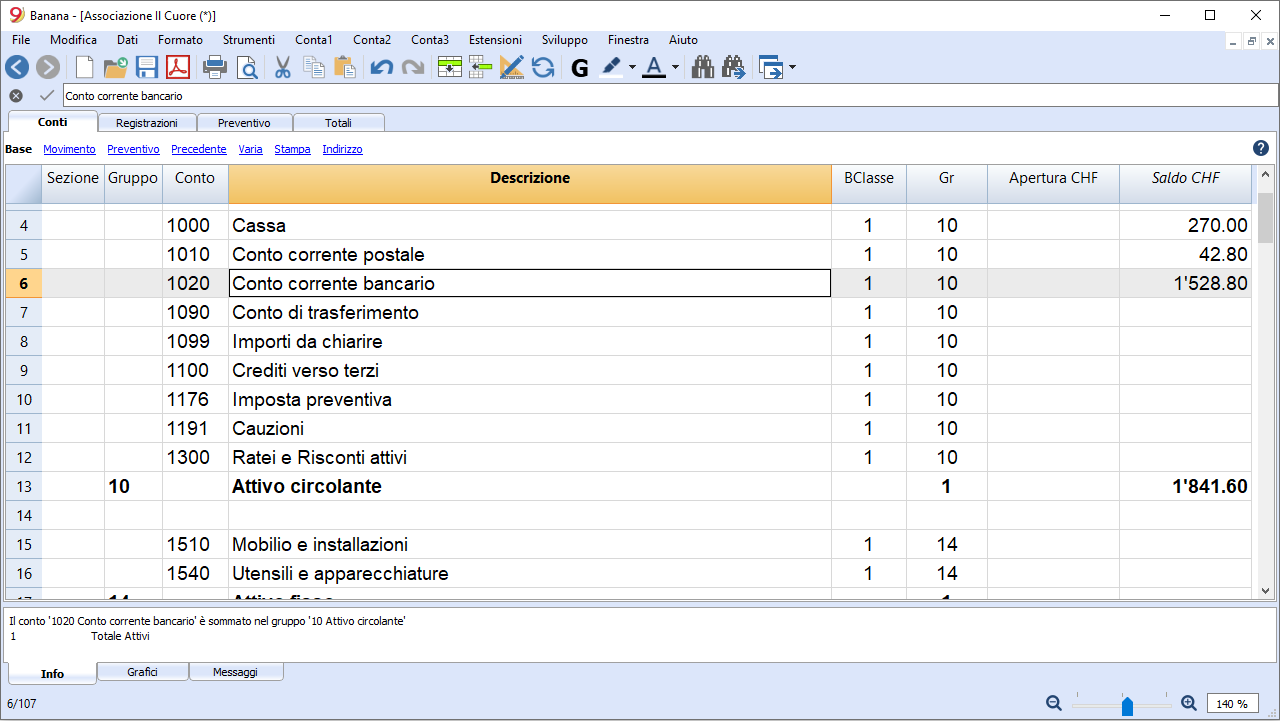 Banana - [Associazione Il Cuore (*)]
File Modifica Dati Formato Strumenti Conta1 Conta2 Conta3 Estensioni Sviluppo Finestra Aiuto
G A
Conto corrente bancario
Conti Registrazioni Preventivo Totali
Base Movimento Preventivo Precedente Varia Stampa Indirizzo ?
Sezione Gruppo Conto Descrizione BClasse Gr Apertura CHF Saldo CHF
4 1000 Cassa 1 10 270.00
5 1010 Conto corrente postale 1 10 42.80
6 1020 Conto corrente bancario 1 10 1'528.80
7 1090 Conto di trasferimento 1 10
8 1099 Importi da chiarire 1 10
9 1100 Crediti verso terzi 1 10
10 1176 Imposta preventiva 1 10
11 1191 Cauzioni 1 10
12 1300 Ratei e Risconti attivi 1 10
13 10 Attivo circolante 1 1'841.60
14
15 1510 Mobilio e installazioni 1 14
16 1540 Utensili e apparecchiature 1 14
17 14 Attivo fisso 1
Il conto '1020 Conto corrente bancario' è sommato nel gruppo '10 Attivo circolante'
1 Totale Attivi
Info Grafici Messaggi
6/107 140 %